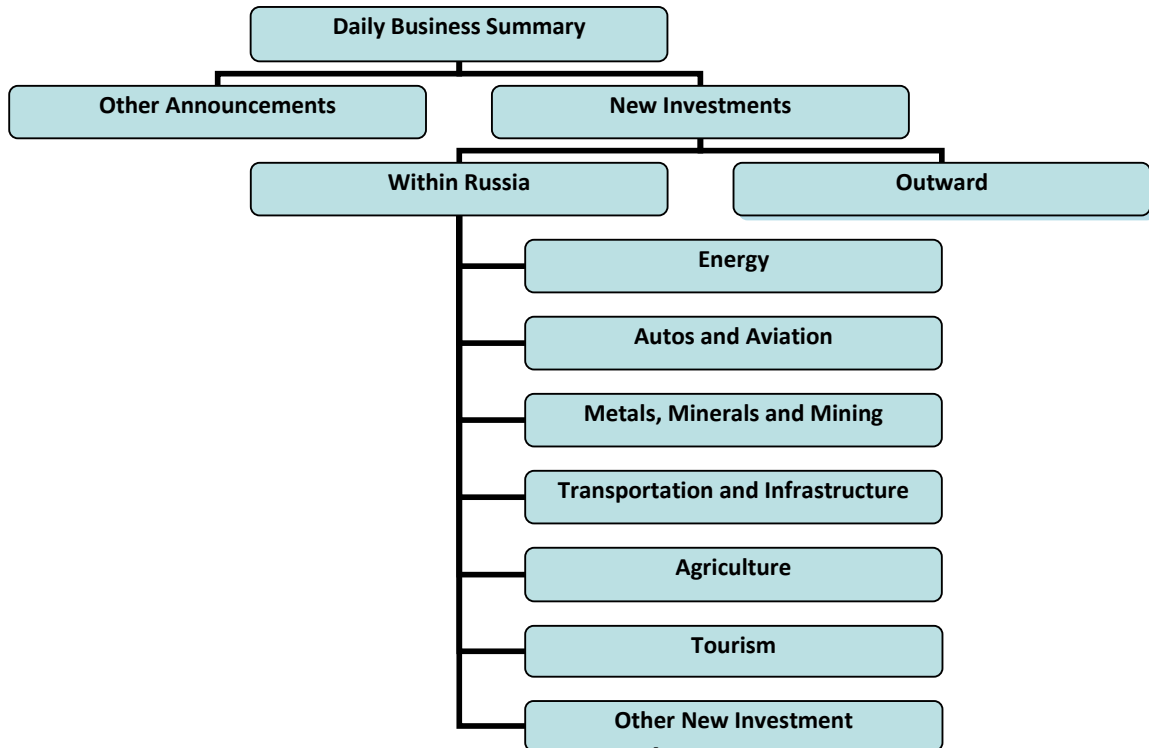 Daily Business Summary
Other Announcements
New Investments
Within Russia
Outward
Energy
Autos and Aviation
Metals, Minerals and Mining
Transportation and Infrastructure
Agriculture
Tourism
Other New Investment